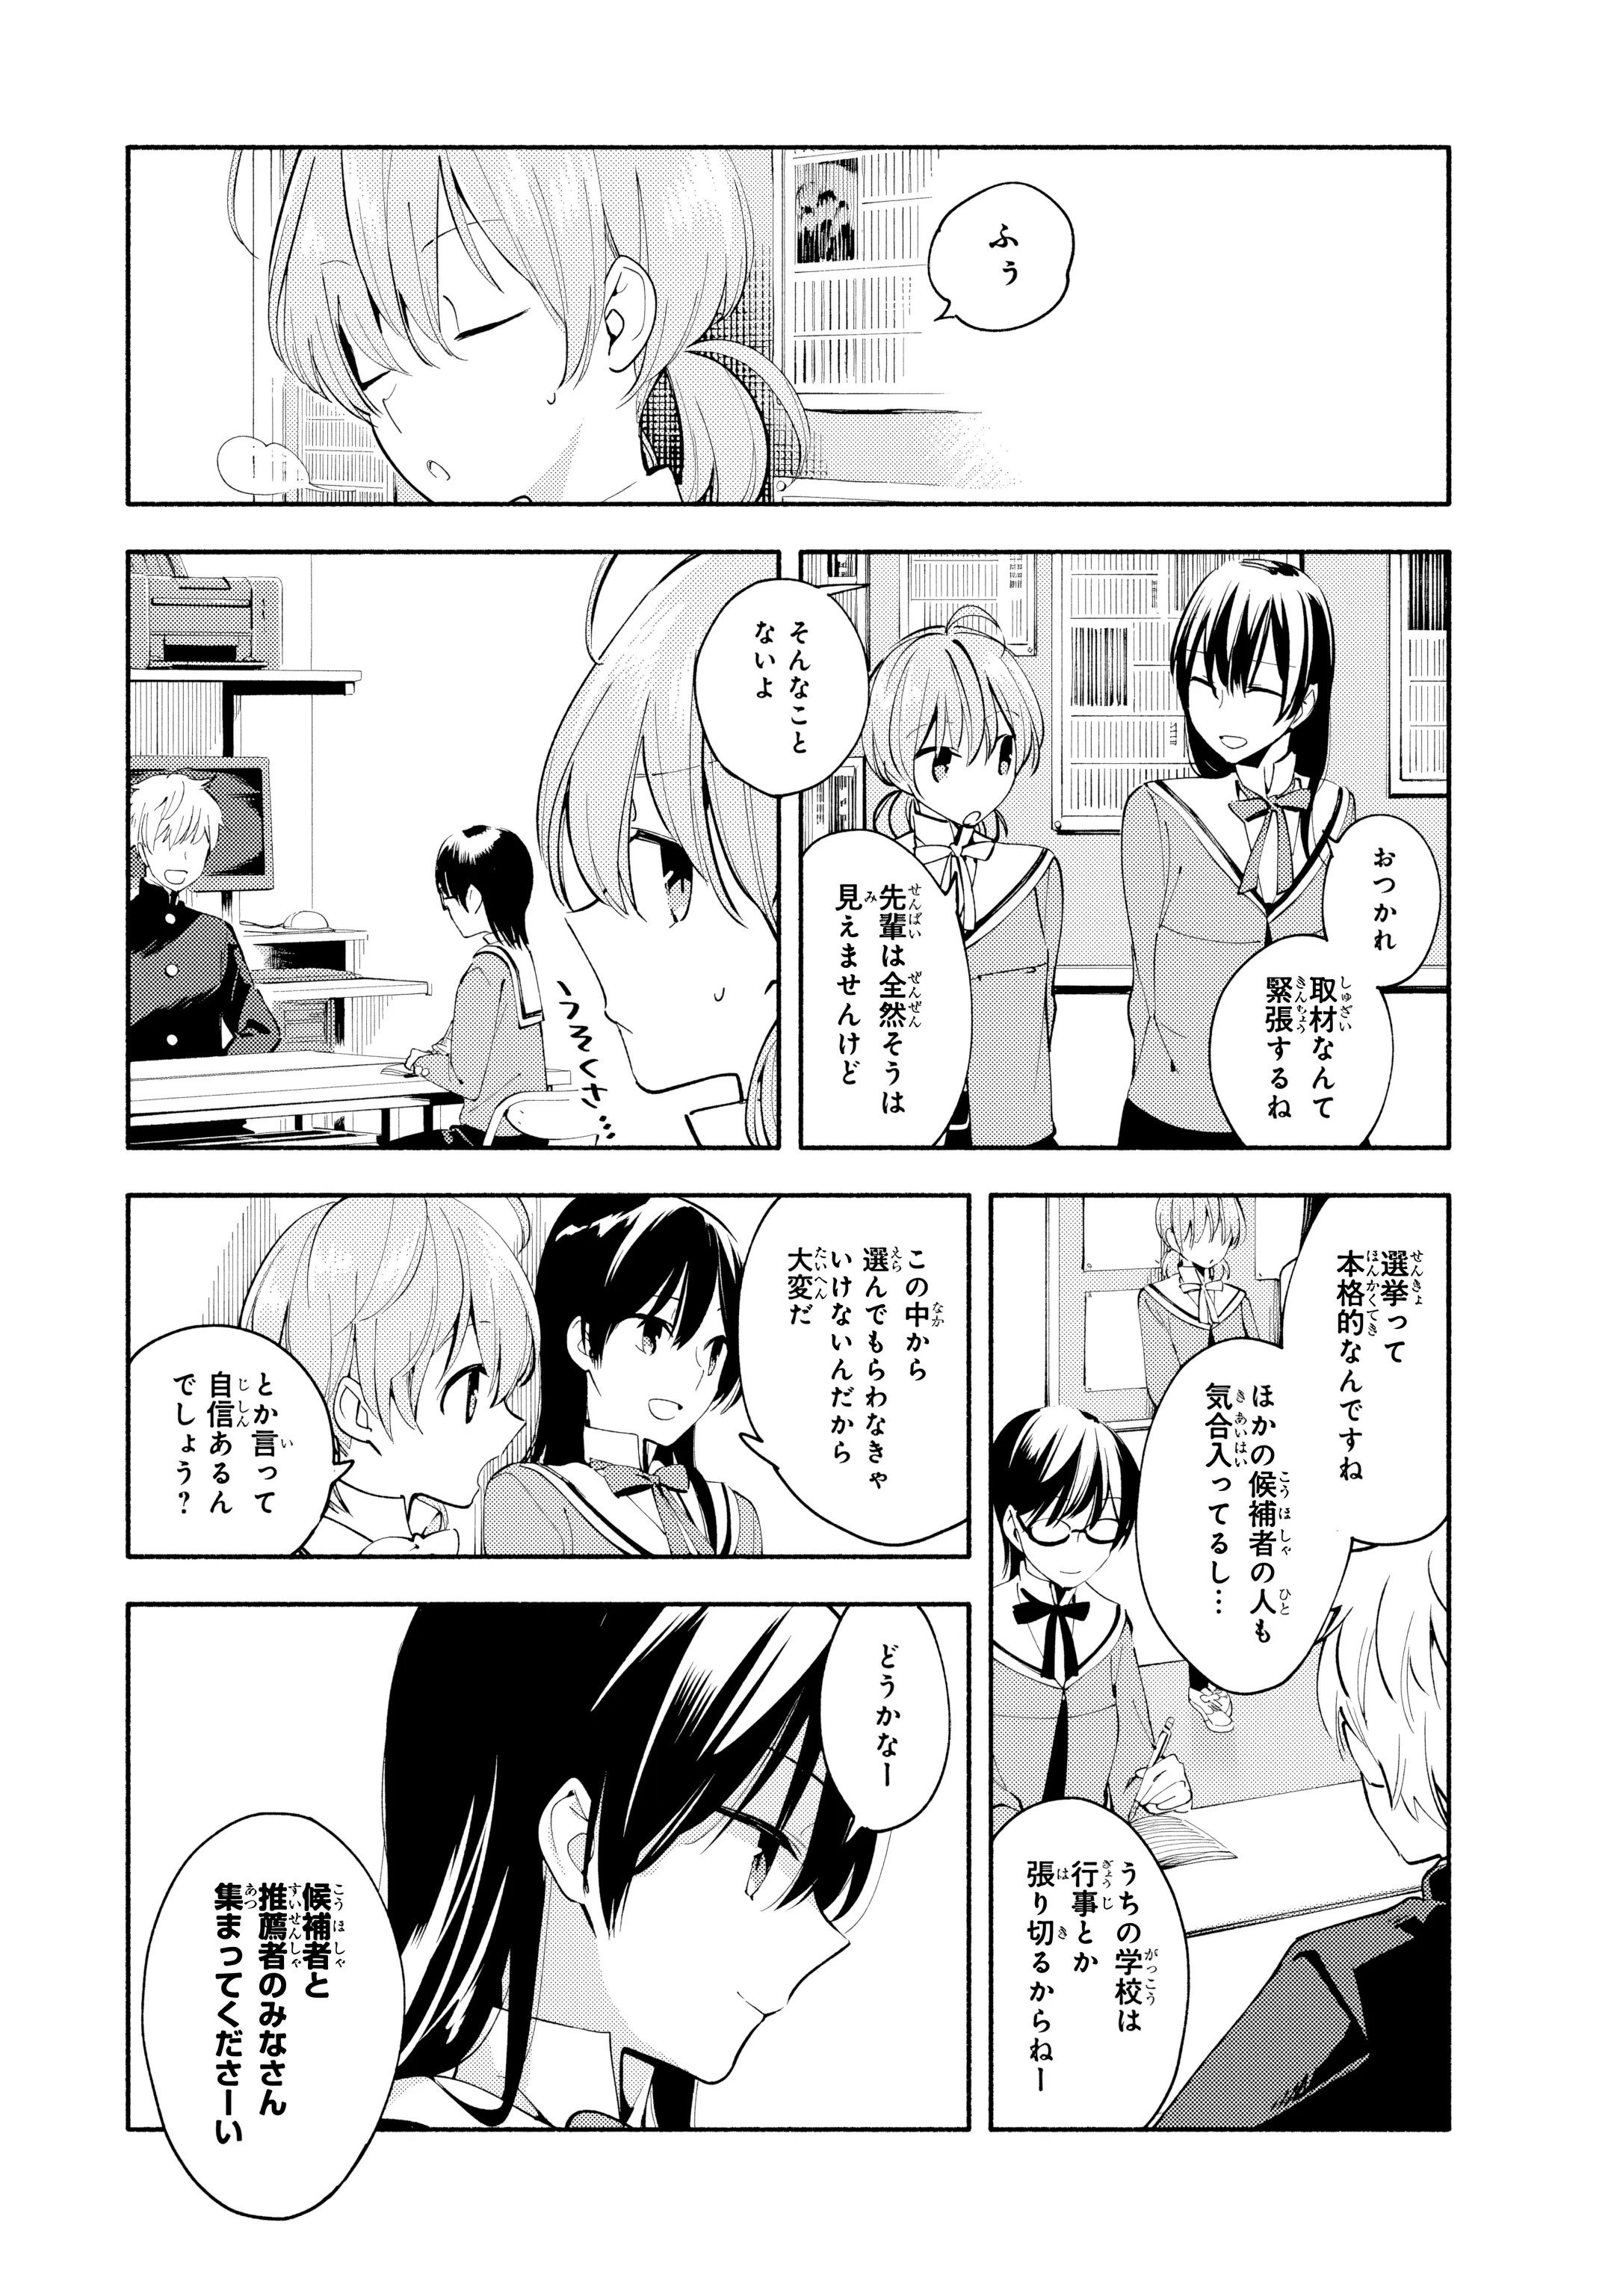 ふう
おつかれ
取材なんて
緊張するね
先輩は全然そうは
見えませんけど
そんなこと
ないよ
うそくさ…
選挙って
本格的なんですね
ほかの候補者の人も
気合入ってるし…
うちの学校は
行事とか
張り切るからねー
この中から
選んでもらわなきゃ
いけないんだから
大変だ
とか言って
自信あるん
でしょう？
どうかなー
候補者と
推薦者のみなさん
集まってくださーい